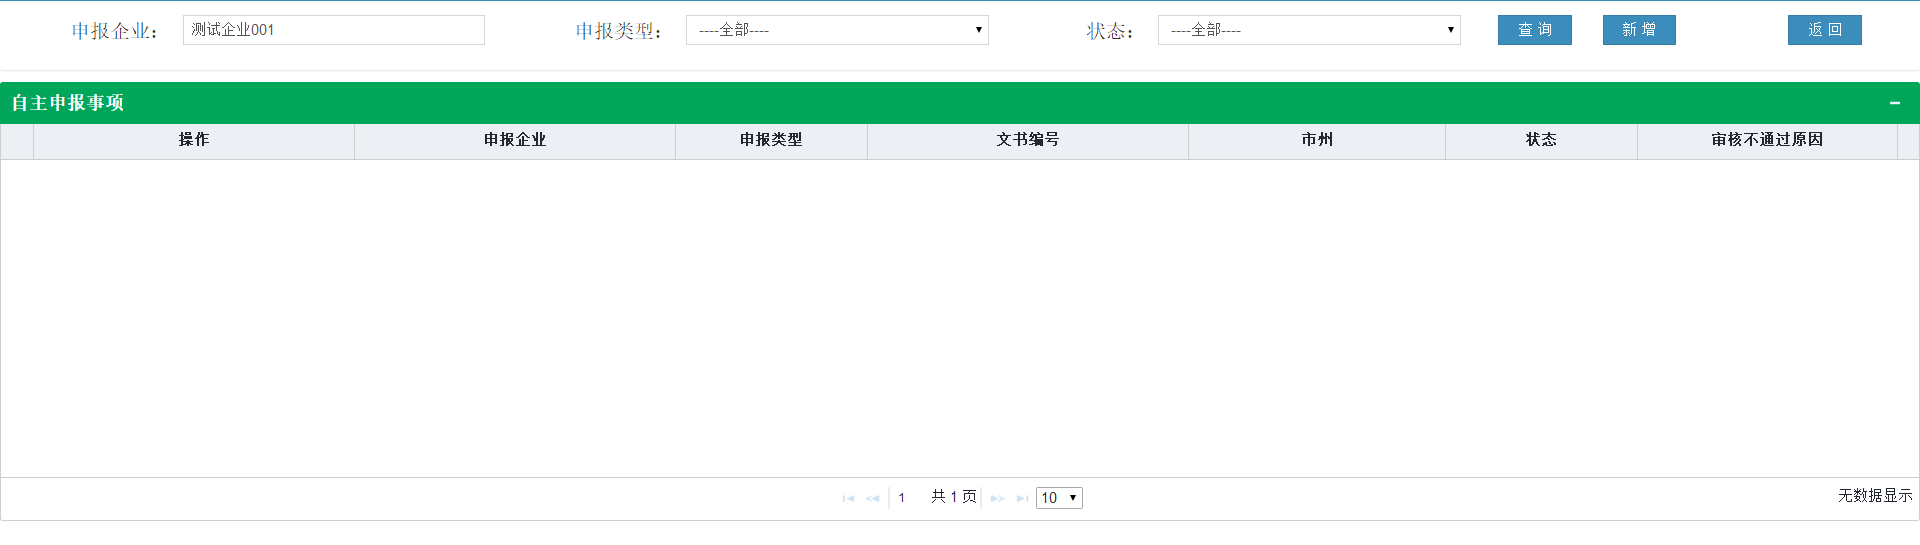 申报企业： 测试企业001 申报类型： ----全部---- 状态： ----全部---- 查 询 新 增 返 回
自主申报事项
操作 申报企业 申报类型 文书编号 市州 状态 审核不通过原因
1 共 1 页 10 无数据显示